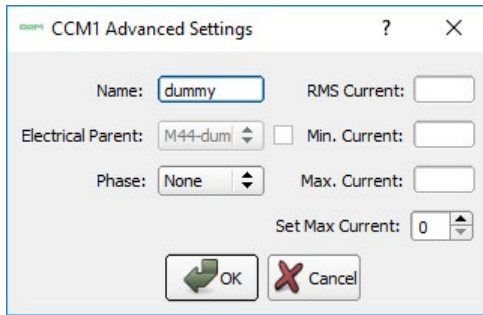 CCM1 Advanced Settings ?
Name: dummy RMS Current:
Electrical Parent: M44-dum Min. Current:
Phase: None Max. Current:
Set Max Current: 0
OK Cancel